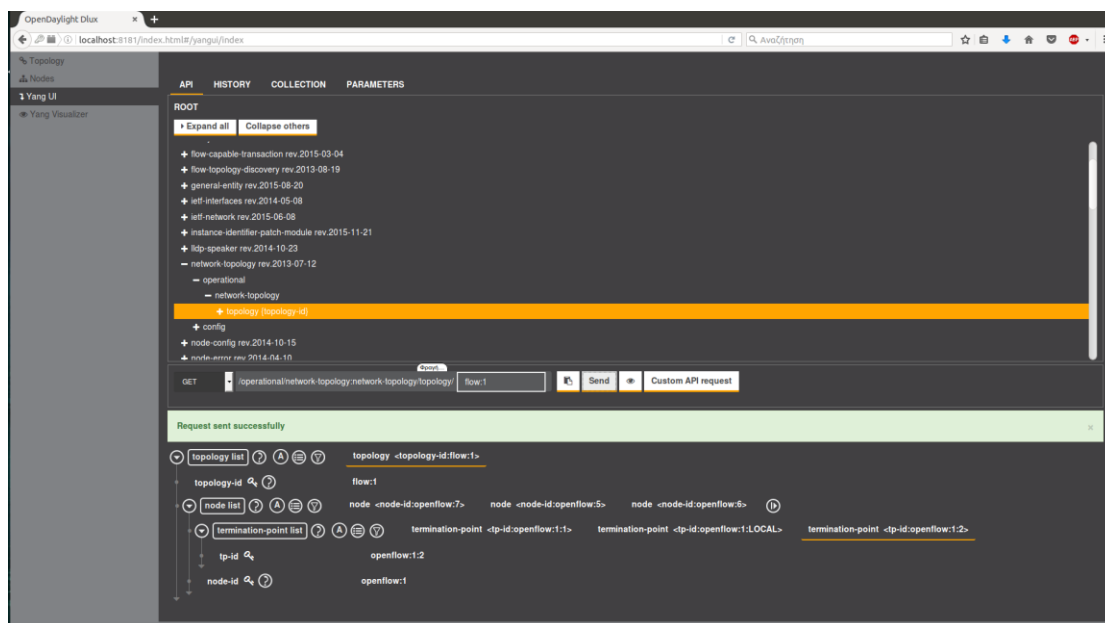 OpenDaylight Dlux × +
localhost:8181/index.html#/yangui/index Αναζήτηση
Topology
Nodes
Yang UI
Yang Visualizer
API HISTORY COLLECTION PARAMETERS
ROOT
Expand all Collapse others
flow-capable-transaction rev.2015-03-04
flow-topology-discovery rev.2013-08-19
general-entity rev.2015-08-20
ietf-interfaces rev.2014-05-08
ietf-network rev.2015-06-08
instance-identifier-patch-module rev.2015-11-21
lldp-speaker rev.2014-10-23
network-topology rev.2013-07-12
operational
network-topology
topology {topology-id}
config
node-config rev.2014-10-15
node-error rev.2014-04-10
GET /operational/network-topology:network-topology/topology/ flow:1 Send Custom API request
Request sent successfully ×
topology list ? A topology <topology-id:flow:1>
topology-id ? flow:1
node list ? A node <node-id:openflow:7> node <node-id:openflow:5> node <node-id:openflow:6>
termination-point list ? A termination-point <tp-id:openflow:1:1> termination-point <tp-id:openflow:1:LOCAL> termination-point <tp-id:openflow:1:2>
tp-id openflow:1:2
node-id ? openflow:1